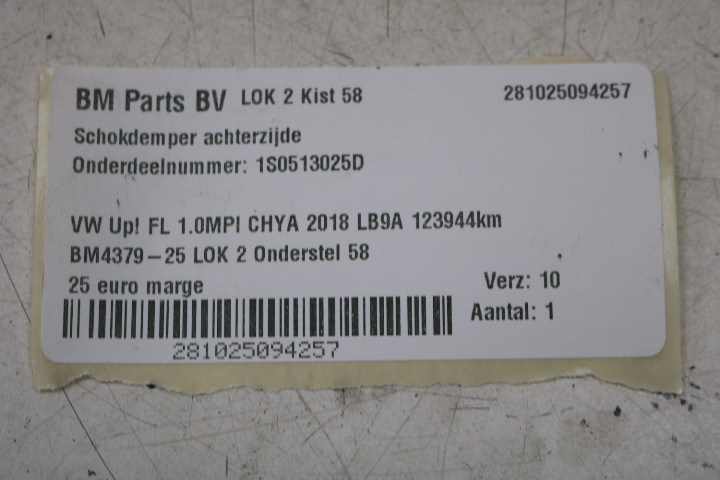 BM Parts BV LOK 2 Kist 58 281025094257
Schokdemper achterzijde
Onderdeelnummer: 1S0513025D
VW Up! FL 1.0MPI CHYA 2018 LB9A 123944km
BM4379-25 LOK 2 Onderstel 58
25 euro marge Verz: 10
Aantal: 1
281025094257